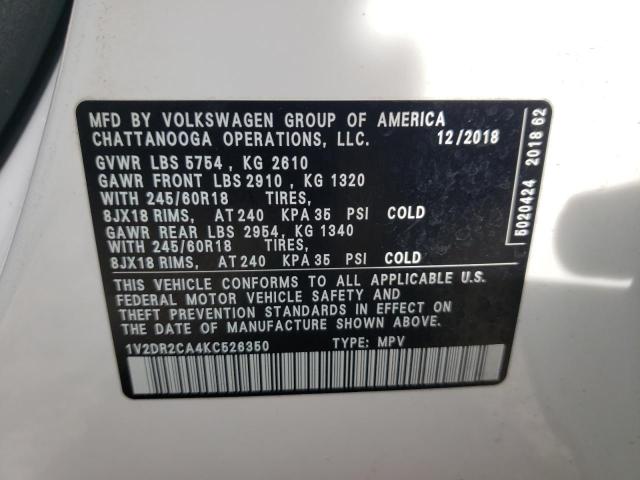 MFD BY VOLKSWAGEN GROUP OF AMERICA
CHATTANOOGA OPERATIONS, LLC. 12/2018
GVWR LBS 5754 , KG 2610
GAWR FRONT LBS 2910 , KG 1320
WITH 245/60R18 TIRES,
8JX18 RIMS, AT 240 KPA 35 PSI COLD
GAWR REAR LBS 2954, KG 1340
WITH 245/60R18 TIRES,
8JX18 RIMS, AT 240 KPA 35 PSI COLD
THIS VEHICLE CONFORMS TO ALL APPLICABLE U.S.
FEDERAL MOTOR VEHICLE SAFETY AND
THEFT PREVENTION STANDARDS IN EFFECT ON
THE DATE OF MANUFACTURE SHOWN ABOVE.
1V2DR2CA4KC526350 TYPE: MPV
5020424 2018 62